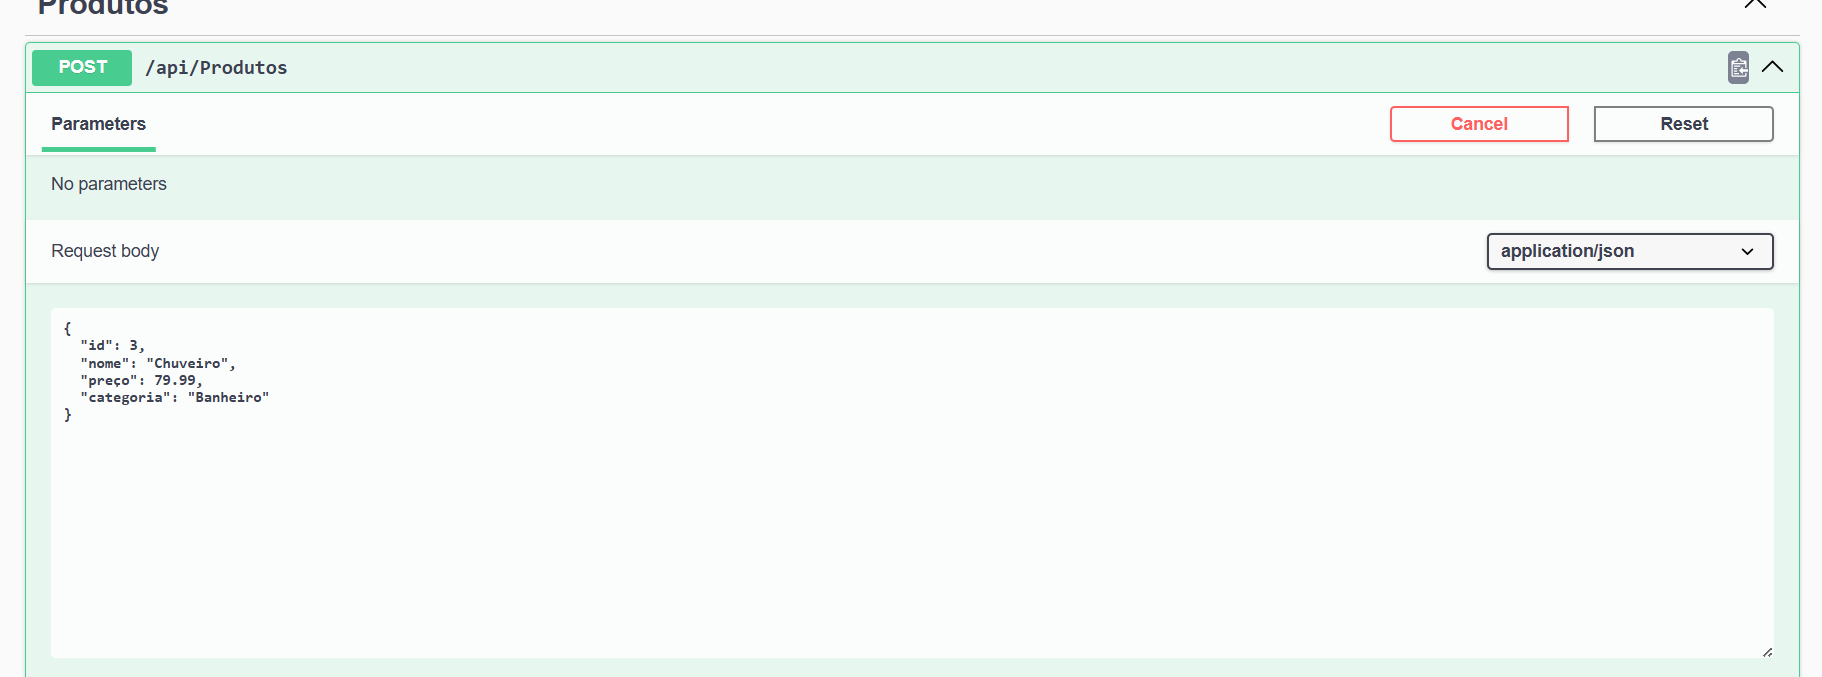 Produtos
POST /api/Produtos
Parameters Cancel Reset
No parameters
Request body application/json
{
"id": 3,
"nome": "Chuveiro",
"preço": 79.99,
"categoria": "Banheiro"
}